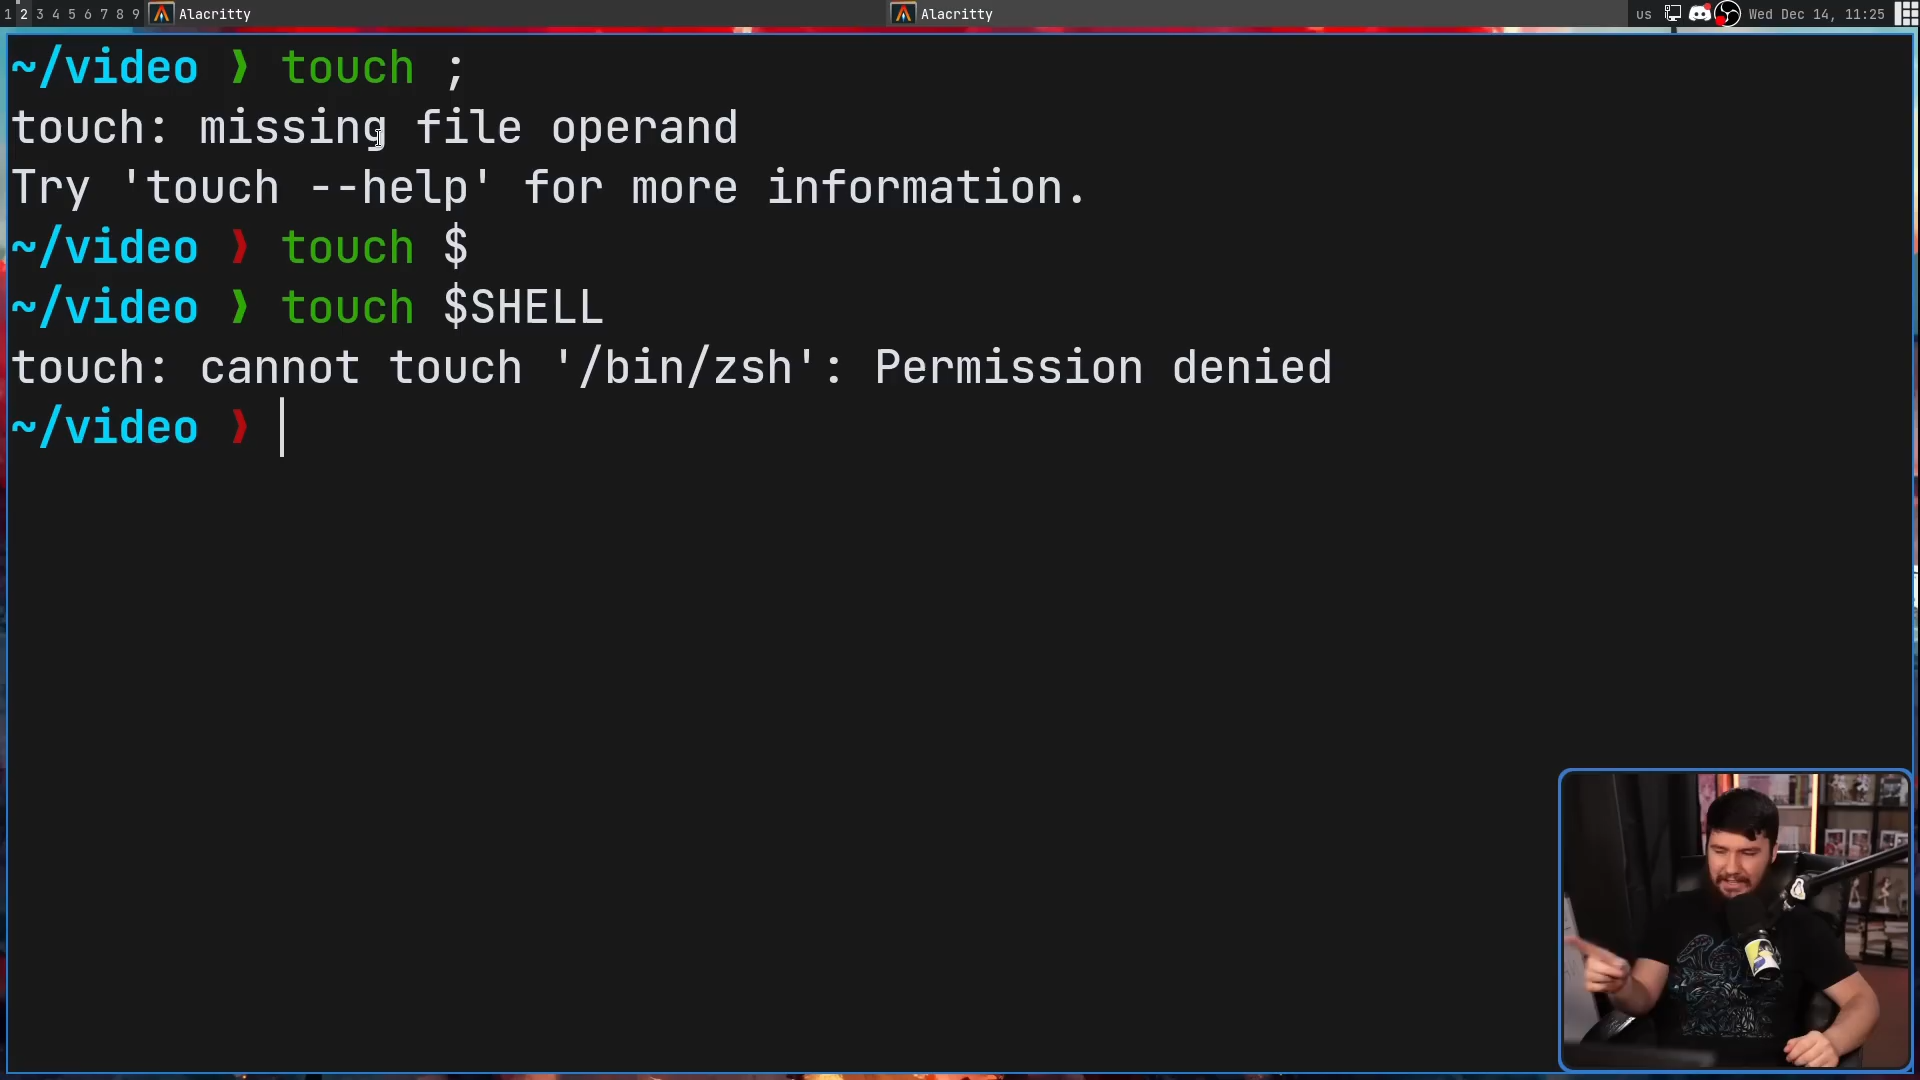 1 2 3 4 5 6 7 8 9 Alacritty Alacritty us Wed Dec 14, 11:25
~/video ❱ touch ;
touch: missing file operand
Try 'touch --help' for more information.
~/video ❱ touch $
~/video ❱ touch $SHELL
touch: cannot touch '/bin/zsh': Permission denied
~/video ❱